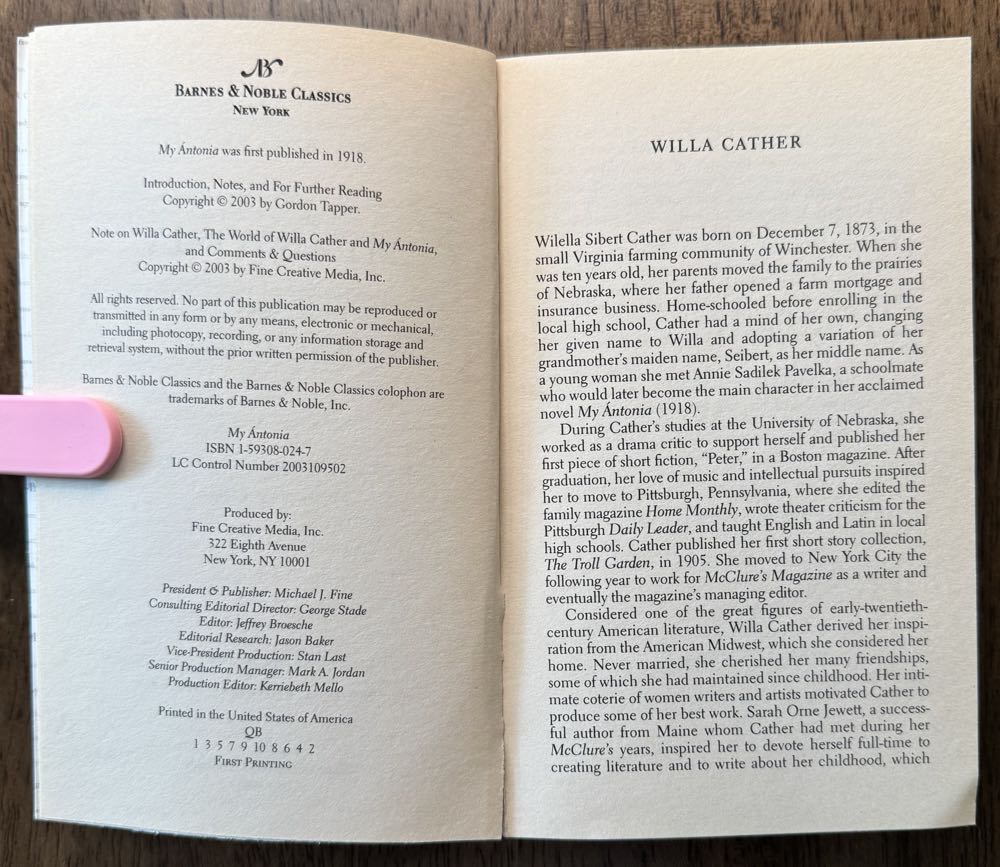 Barnes & Noble Classics
New York
My Ántonia was first published in 1918.
Introduction, Notes, and For Further Reading
Copyright © 2003 by Gordon Tapper.
Note on Willa Cather, The World of Willa Cather and My Ántonia,
and Comments & Questions
Copyright © 2003 by Fine Creative Media, Inc.
All rights reserved. No part of this publication may be reproduced or
transmitted in any form or by any means, electronic or mechanical,
including photocopy, recording, or any information storage and
retrieval system, without the prior written permission of the publisher.
Barnes & Noble Classics and the Barnes & Noble Classics colophon are
trademarks of Barnes & Noble, Inc.
My Ántonia
ISBN 1-59308-024-7
LC Control Number 2003109502
Produced by:
Fine Creative Media, Inc.
322 Eighth Avenue
New York, NY 10001
President & Publisher: Michael J. Fine
Consulting Editorial Director: George Stade
Editor: Jeffrey Broesche
Editorial Research: Jason Baker
Vice-President Production: Stan Last
Senior Production Manager: Mark A. Jordan
Production Editor: Kerriebeth Mello
Printed in the United States of America
QB
1 3 5 7 9 10 8 6 4 2
First Printing
WILLA CATHER
Wilella Sibert Cather was born on December 7, 1873, in the
small Virginia farming community of Winchester. When she
was ten years old, her parents moved the family to the prairies
of Nebraska, where her father opened a farm mortgage and
insurance business. Home-schooled before enrolling in the
local high school, Cather had a mind of her own, changing
her given name to Willa and adopting a variation of her
grandmother's maiden name, Seibert, as her middle name. As
a young woman she met Annie Sadilek Pavelka, a schoolmate
who would later become the main character in her acclaimed
novel My Ántonia (1918).
During Cather's studies at the University of Nebraska, she
worked as a drama critic to support herself and published her
first piece of short fiction, “Peter,” in a Boston magazine. After
graduation, her love of music and intellectual pursuits inspired
her to move to Pittsburgh, Pennsylvania, where she edited the
family magazine Home Monthly, wrote theater criticism for the
Pittsburgh Daily Leader, and taught English and Latin in local
high schools. Cather published her first short story collection,
The Troll Garden, in 1905. She moved to New York City the
following year to work for McClure's Magazine as a writer and
eventually the magazine's managing editor.
Considered one of the great figures of early-twentieth-
century American literature, Willa Cather derived her inspi-
ration from the American Midwest, which she considered her
home. Never married, she cherished her many friendships,
some of which she had maintained since childhood. Her inti-
mate coterie of women writers and artists motivated Cather to
produce some of her best work. Sarah Orne Jewett, a success-
ful author from Maine whom Cather had met during her
McClure's years, inspired her to devote herself full-time to
creating literature and to write about her childhood, which